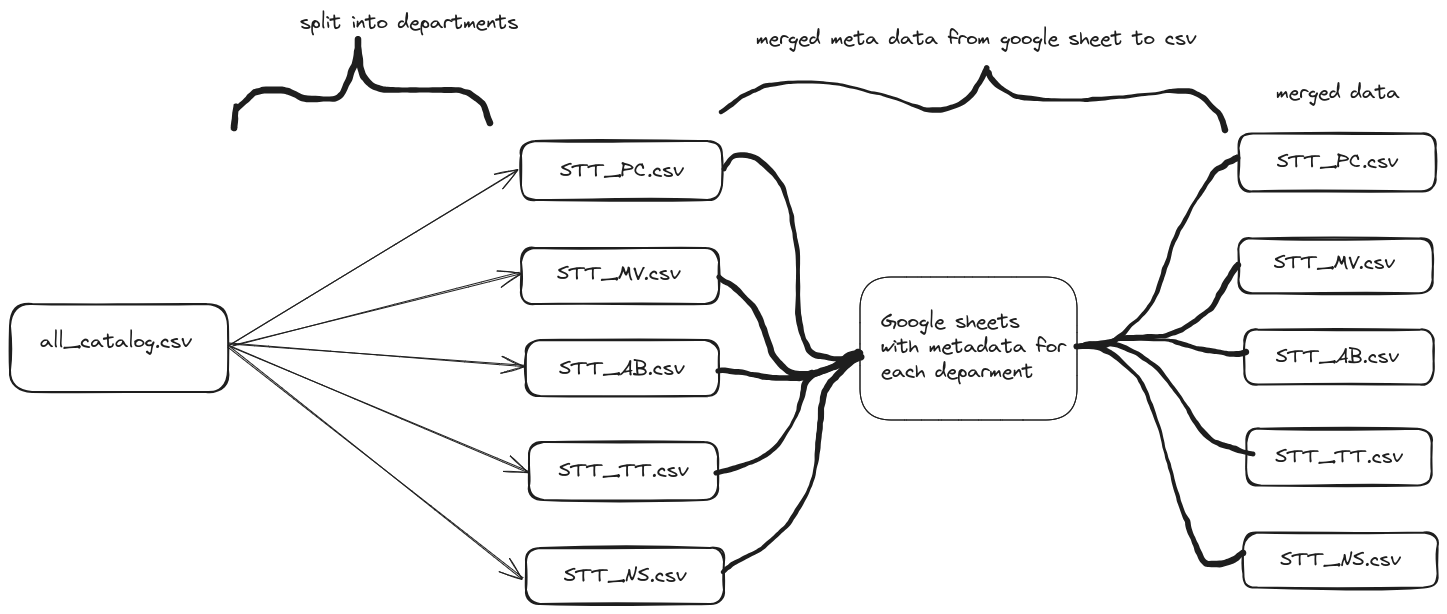 split into departments
merged meta data from google sheet to csv
merged data
all_catalog.csv
STT_PC.csv
STT_MV.csv
STT_AB.csv
STT_TT.csv
STT_NS.csv
Google sheets
with metadata for
each deparment
STT_PC.csv
STT_MV.csv
STT_AB.csv
STT_TT.csv
STT_NS.csv